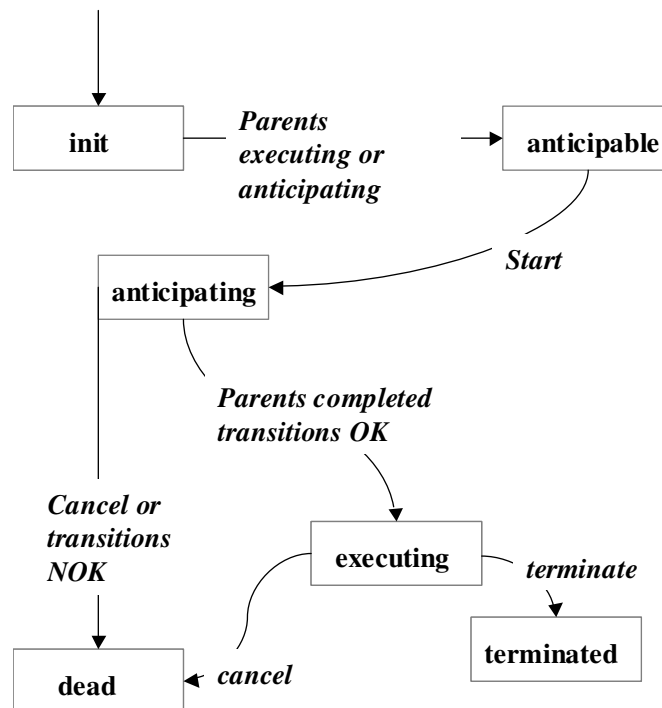 init
Parents
executing or
anticipating
anticipable
Start
anticipating
Parents completed
transitions OK
Cancel or
transitions
NOK
executing
terminate
terminated
cancel
dead